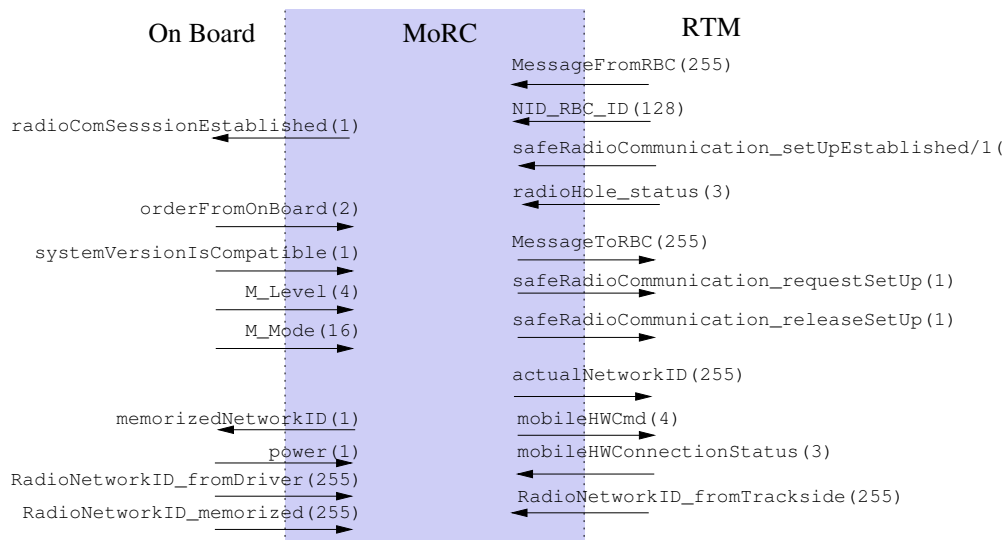 On Board MoRC RTM
MessageFromRBC(255)
NID_RBC_ID(128)
radioComSesssionEstablished(1)
safeRadioCommunication_setUpEstablished/1(
radioHble_status(3)
orderFromOnBoard(2)
MessageToRBC(255)
systemVersionIsCompatible(1)
safeRadioCommunication_requestSetUp(1)
M_Level(4)
safeRadioCommunication_releaseSetUp(1)
M_Mode(16)
actualNetworkID(255)
memorizedNetworkID(1)
mobileHWCmd(4)
power(1)
mobileHWConnectionStatus(3)
RadioNetworkID_fromDriver(255)
RadioNetworkID_fromTrackside(255)
RadioNetworkID_memorized(255)